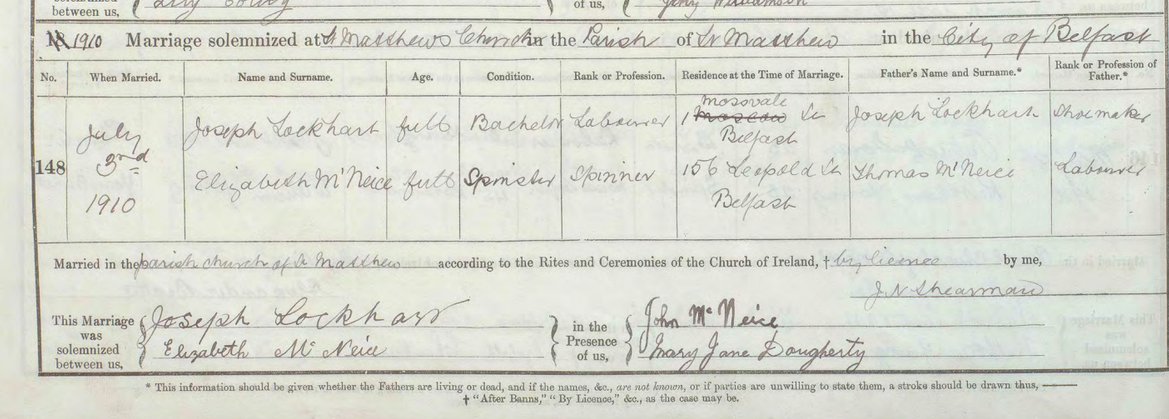 between us,
of us,
1910 Marriage solemnized at St Matthews Church in the Parish of St Matthew in the City of Belfast
No. When Married. Name and Surname. Age. Condition. Rank or Profession. Residence at the Time of Marriage. Father's Name and Surname.* Rank or Profession of Father.*
148
July 3rd 1910
Joseph Lockhart full Bachelor Labourer 1 Moscow Mosovale St Belfast Joseph Lockhart Shoemaker
Elizabeth McNeice full Spinster Spinner 156 Leopold St Belfast Thomas McNeice Labourer
Married in the parish church of St Matthew according to the Rites and Ceremonies of the Church of Ireland, † by licence by me,
J. N. Shearman
This Marriage was solemnized between us,
Joseph Lockhart
Elizabeth McNeice
in the Presence of us,
John McNeice
Mary Jane Dougherty
* This information should be given whether the Fathers are living or dead, and if the names, &c., are not known, or if parties are unwilling to state them, a stroke should be drawn thus, ——
† "After Banns," "By Licence," &c., as the case may be.